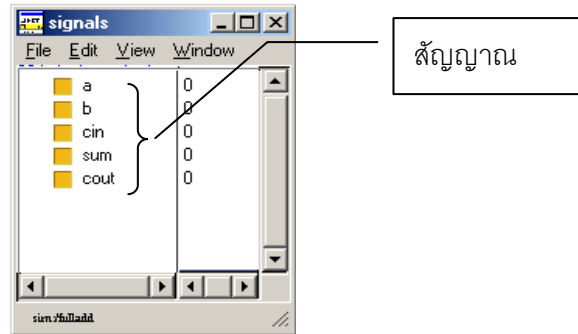 signals
File Edit View Window
a 0
b 0
cin 0
sum 0
cout 0
sim:/fulladd
สัญญาณ